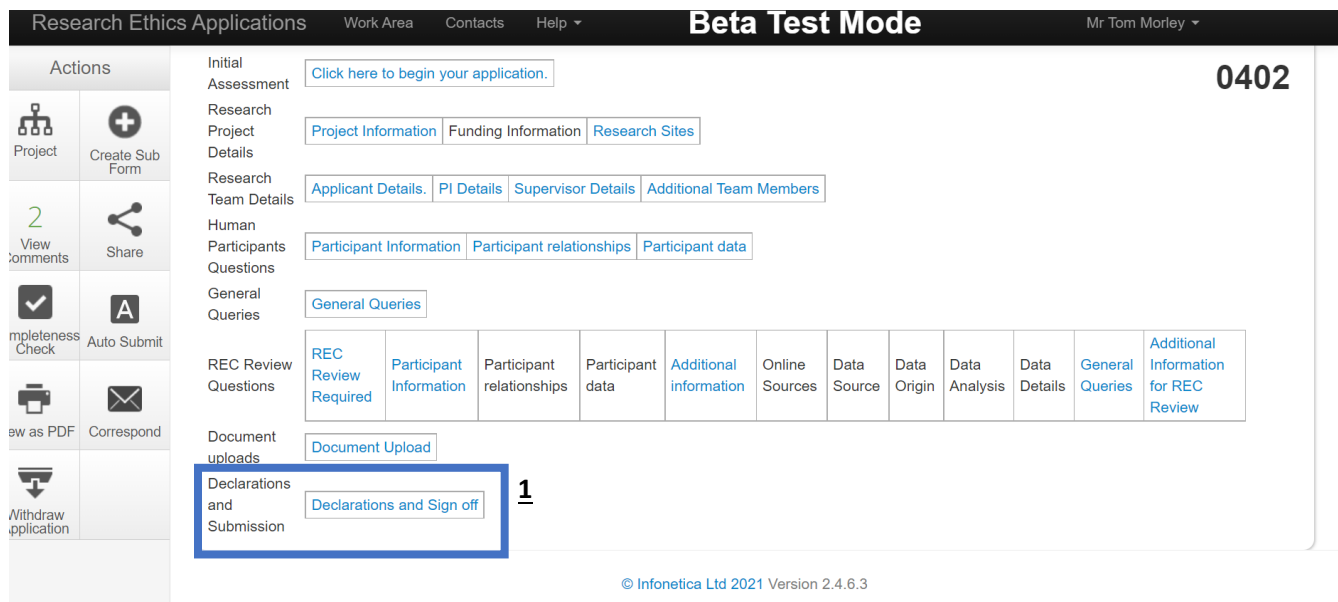 Research Ethics Applications Work Area Contacts Help Beta Test Mode Mr Tom Morley
Actions
Project
Create Sub
Form
2
View
Comments
Share
mpleteness
Check
Auto Submit
ew as PDF
Correspond
Withdraw
Application
0402
Initial
Assessment
Click here to begin your application.
Research
Project
Details
Project Information Funding Information Research Sites
Research
Team Details
Applicant Details. PI Details Supervisor Details Additional Team Members
Human
Participants
Questions
Participant Information Participant relationships Participant data
General
Queries
General Queries
REC Review
Questions
REC
Review
Required
Participant
Information
Participant
relationships
Participant
data
Additional
information
Online
Sources
Data
Source
Data
Origin
Data
Analysis
Data
Details
General
Queries
Additional
Information
for REC
Review
Document
uploads
Document Upload
Declarations
and
Submission
Declarations and Sign off
1
© Infonetica Ltd 2021 Version 2.4.6.3